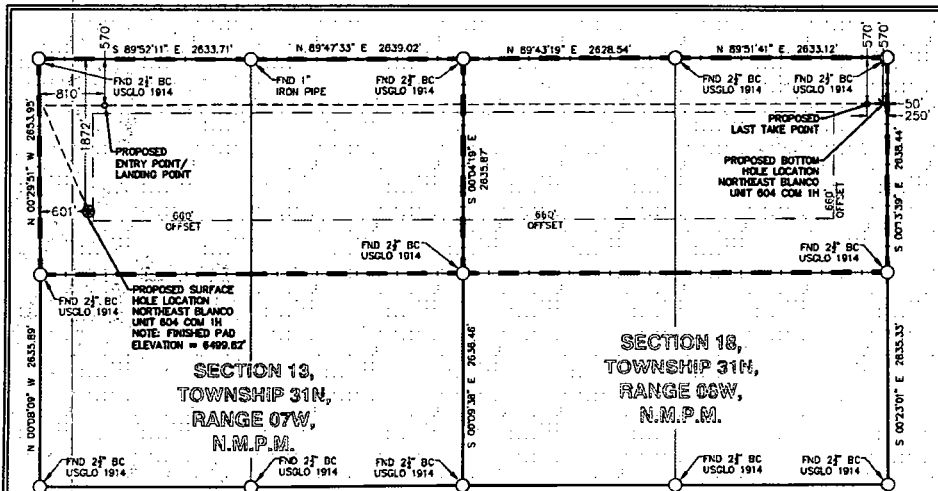 570'
570'
570'
S 89°52'11" E 2633.71'
N 89°47'33" E 2639.02'
N 89°43'19" E 2628.54'
N 89°51'41" E 2633.12'
FND 2½" BC
USGLO 1914
FND 1"
IRON PIPE
FND 2½" BC
USGLO 1914
FND 2½" BC
USGLO 1914
FND 2½" BC
USGLO 1914
810'
50'
250'
PROPOSED
LAST TAKE POINT
N 00°29'51" W 2653.95'
1872'
PROPOSED
ENTRY POINT/
LANDING POINT
S 00°04'19" E
2635.87'
PROPOSED BOTTOM
HOLE LOCATION
NORTHEAST BLANCO
UNIT 604 COM 1H
S 00°13'39" E 2638.44'
601'
660'
OFFSET
660'
OFFSET
660'
OFFSET
FND 2½" BC
USGLO 1914
FND 2½" BC
USGLO 1914
FND 2½" BC
USGLO 1914
PROPOSED SURFACE
HOLE LOCATION
NORTHEAST BLANCO
UNIT 604 COM 1H
NOTE: FINISHED PAD
ELEVATION = 6499.62'
N 00°08'09" W 2635.89'
SECTION 13,
TOWNSHIP 31N,
RANGE 07W,
N.M.P.M.
S 00°09'38" E 2636.46'
SECTION 18,
TOWNSHIP 31N,
RANGE 06W,
N.M.P.M.
S 00°23'01" E 2635.33'
FND 2½" BC
USGLO 1914
FND 2½" BC
USGLO 1914
FND 2½" BC
USGLO 1914
FND 2½" BC
USGLO 1914
FND 2½" BC
USGLO 1914